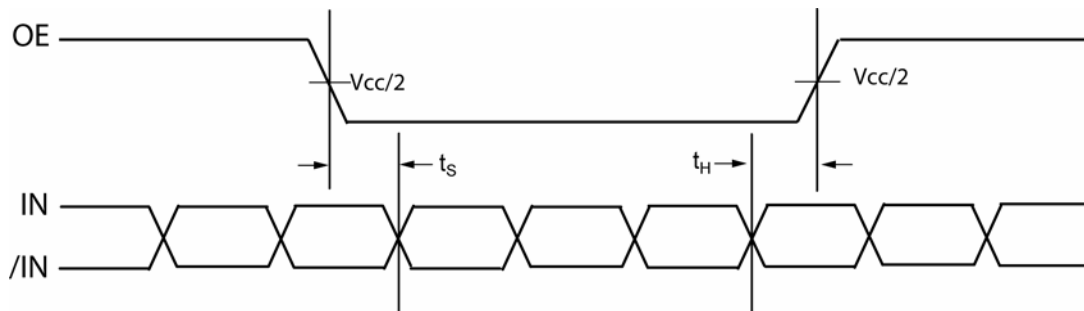 OE
Vcc/2
Vcc/2
tS
tH
IN
/IN